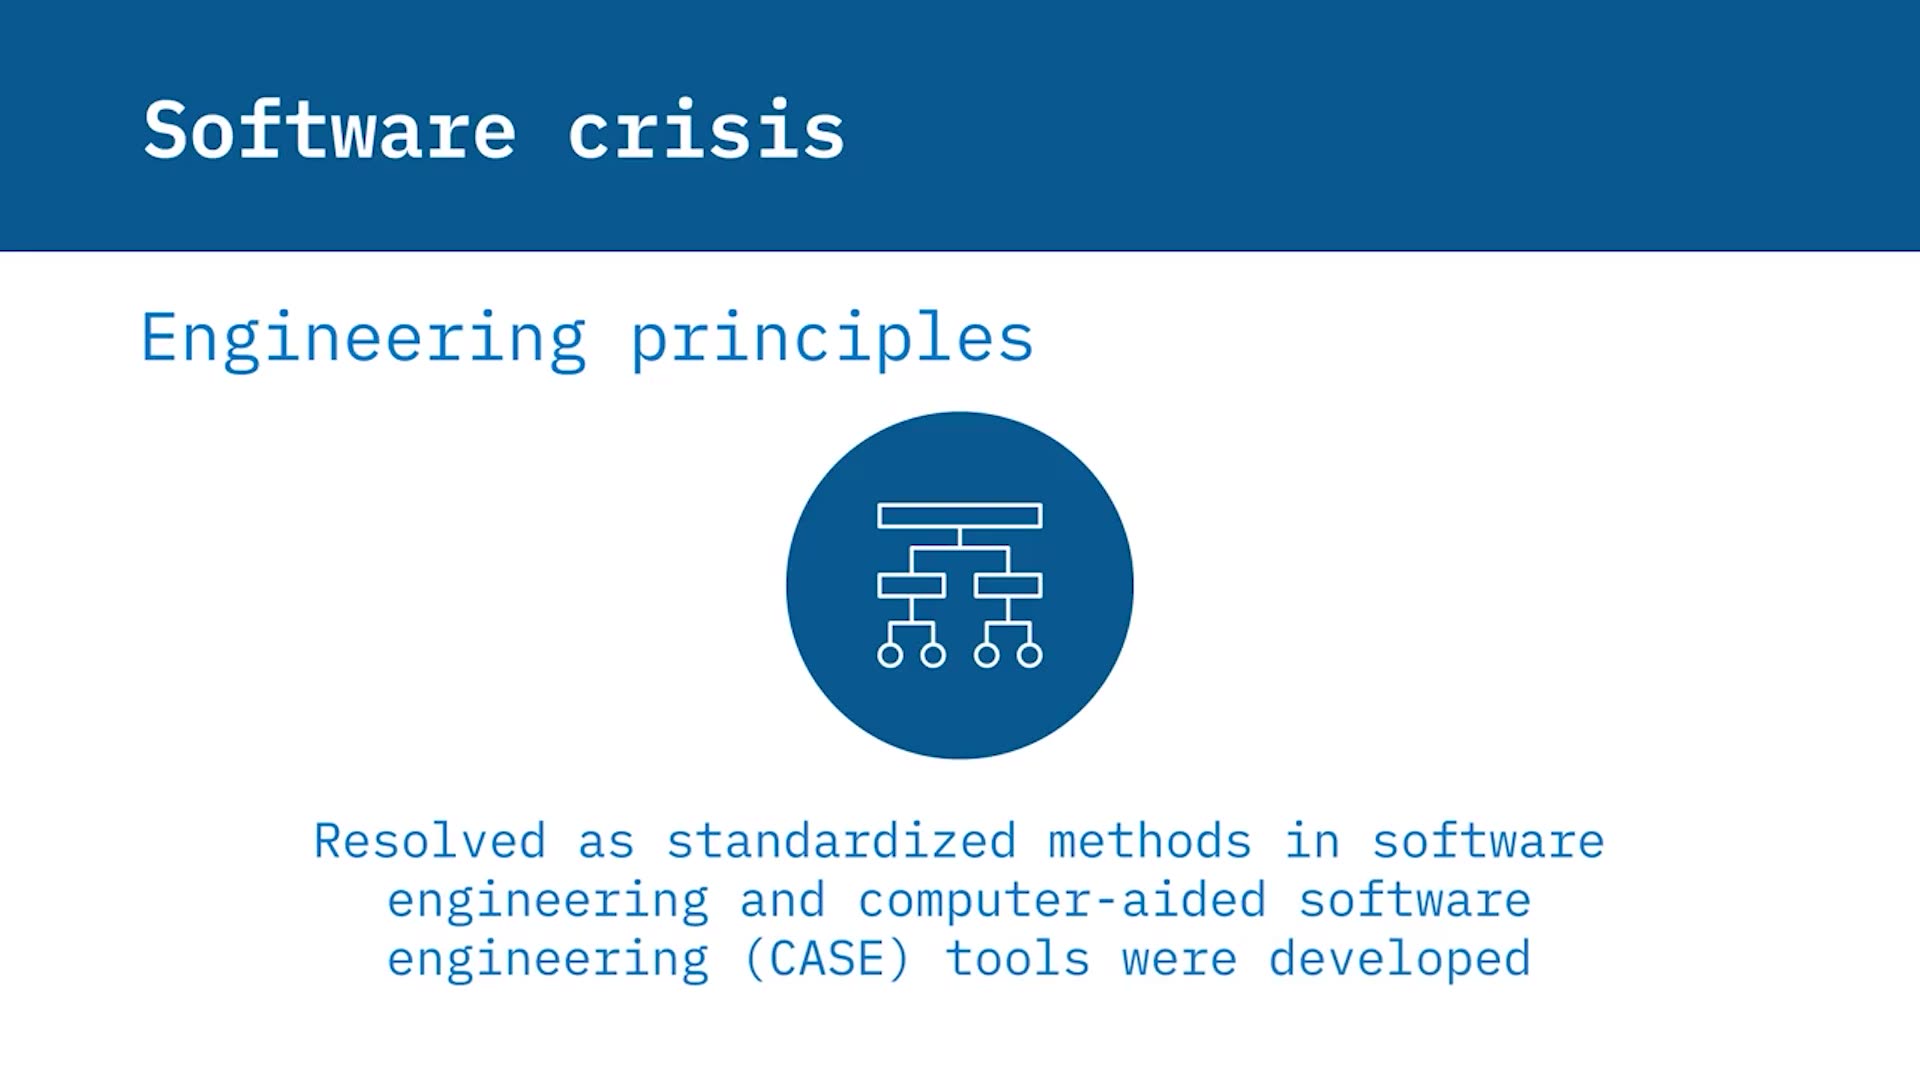 Software crisis
Engineering principles
Resolved as standardized methods in software
engineering and computer-aided software
engineering (CASE) tools were developed